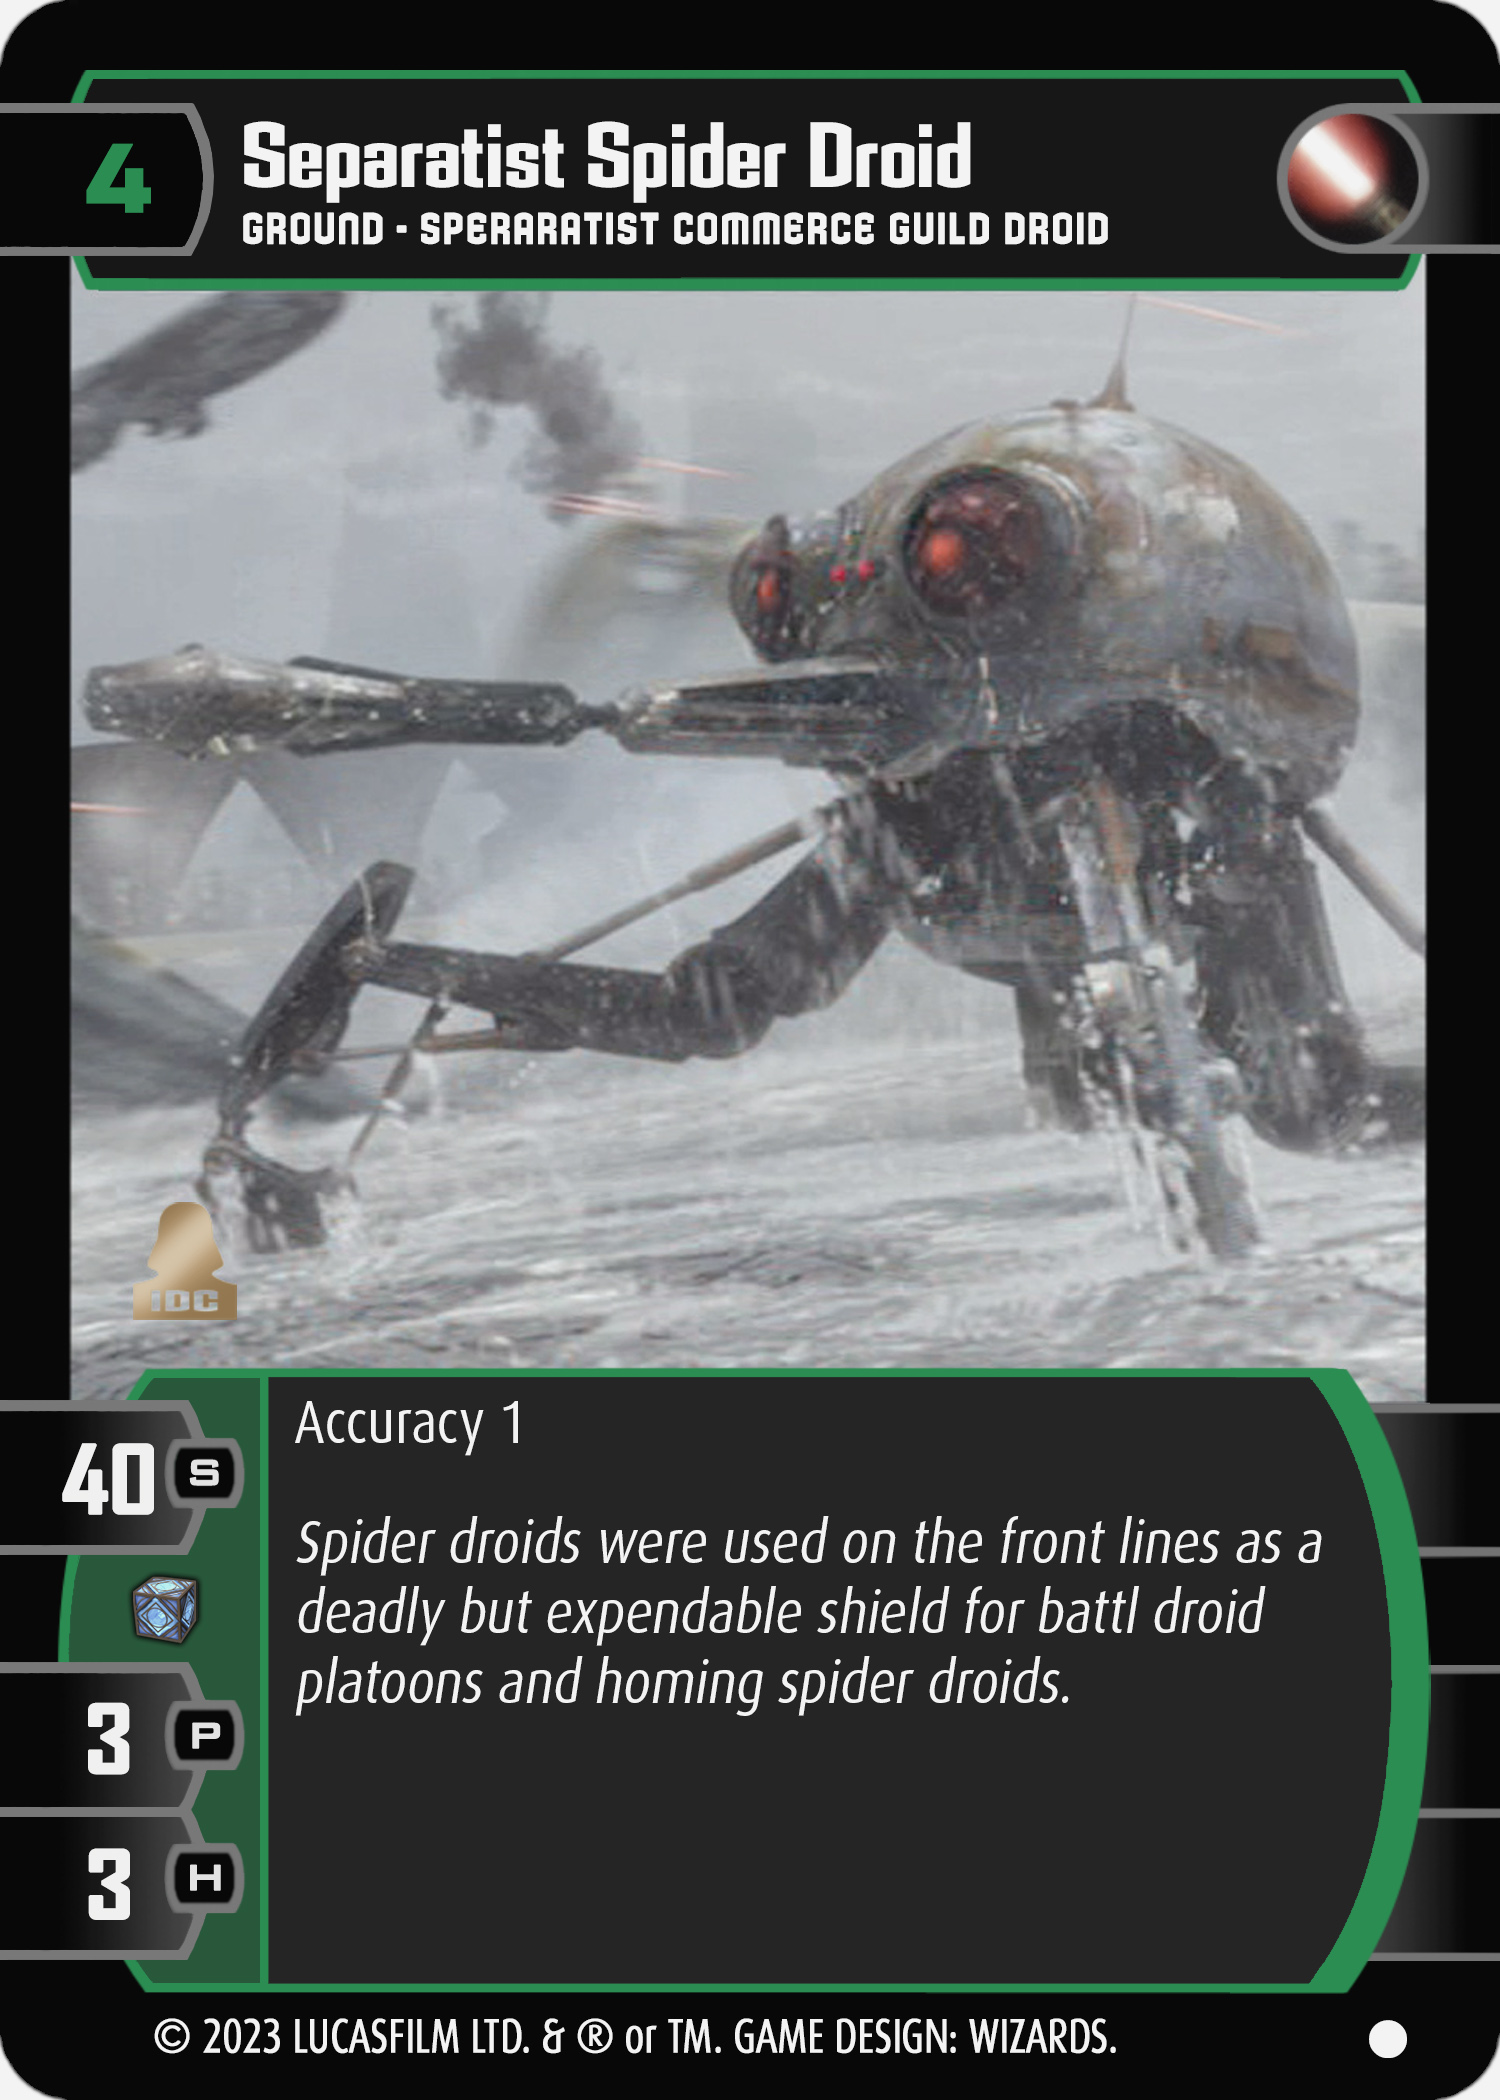 4
Separatist Spider Droid
GROUND - SPERARATIST COMMERCE GUILD DROID
IDC
40 S
Accuracy 1
Spider droids were used on the front lines as a
deadly but expendable shield for battl droid
platoons and homing spider droids.
3 P
3 H
© 2023 LUCASFILM LTD. & ® or TM. GAME DESIGN: WIZARDS.